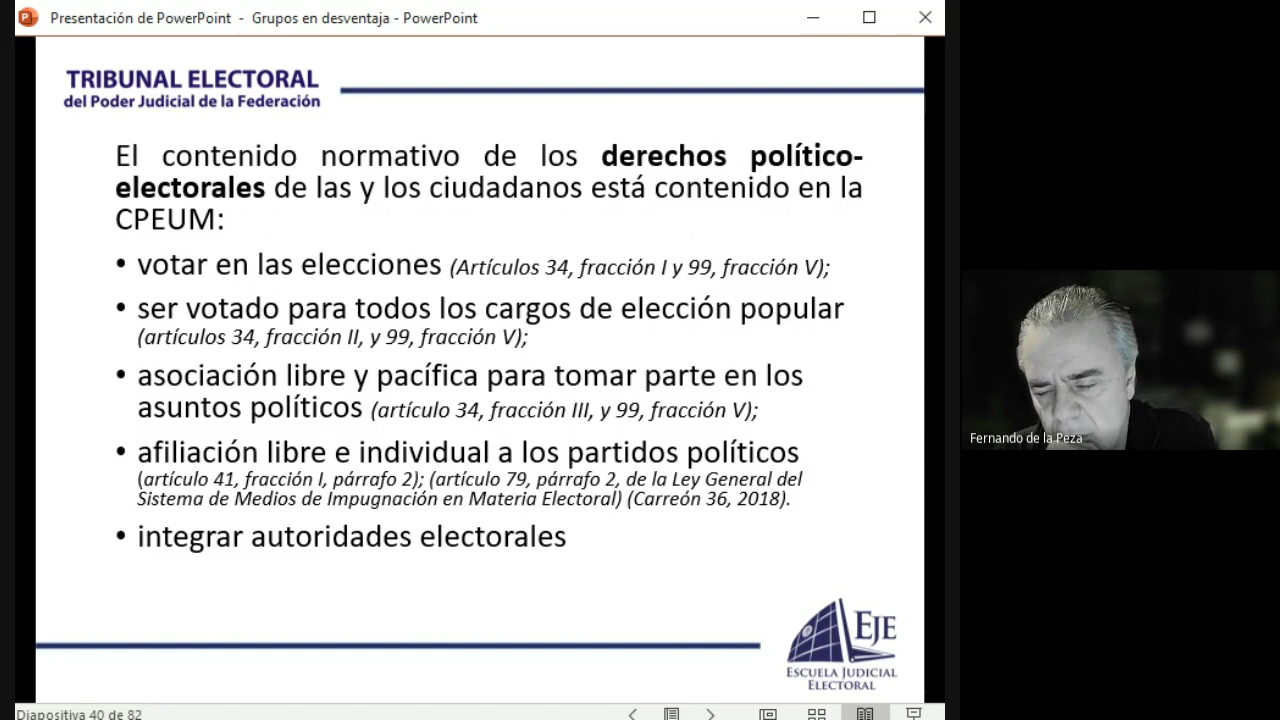 Presentación de PowerPoint - Grupos en desventaja - PowerPoint
TRIBUNAL ELECTORAL
del Poder Judicial de la Federación
El contenido normativo de los derechos político-
electorales de las y los ciudadanos está contenido en la
CPEUM:
• votar en las elecciones (Artículos 34, fracción I y 99, fracción V);
• ser votado para todos los cargos de elección popular
(artículos 34, fracción II, y 99, fracción V);
• asociación libre y pacífica para tomar parte en los
asuntos políticos (artículo 34, fracción III, y 99, fracción V);
• afiliación libre e individual a los partidos políticos
(artículo 41, fracción I, párrafo 2); (artículo 79, párrafo 2, de la Ley General del
Sistema de Medios de Impugnación en Materia Electoral) (Carreón 36, 2018).
• integrar autoridades electorales
EJE
ESCUELA JUDICIAL
ELECTORAL
Diapositiva 40 de 82
Fernando de la Peza